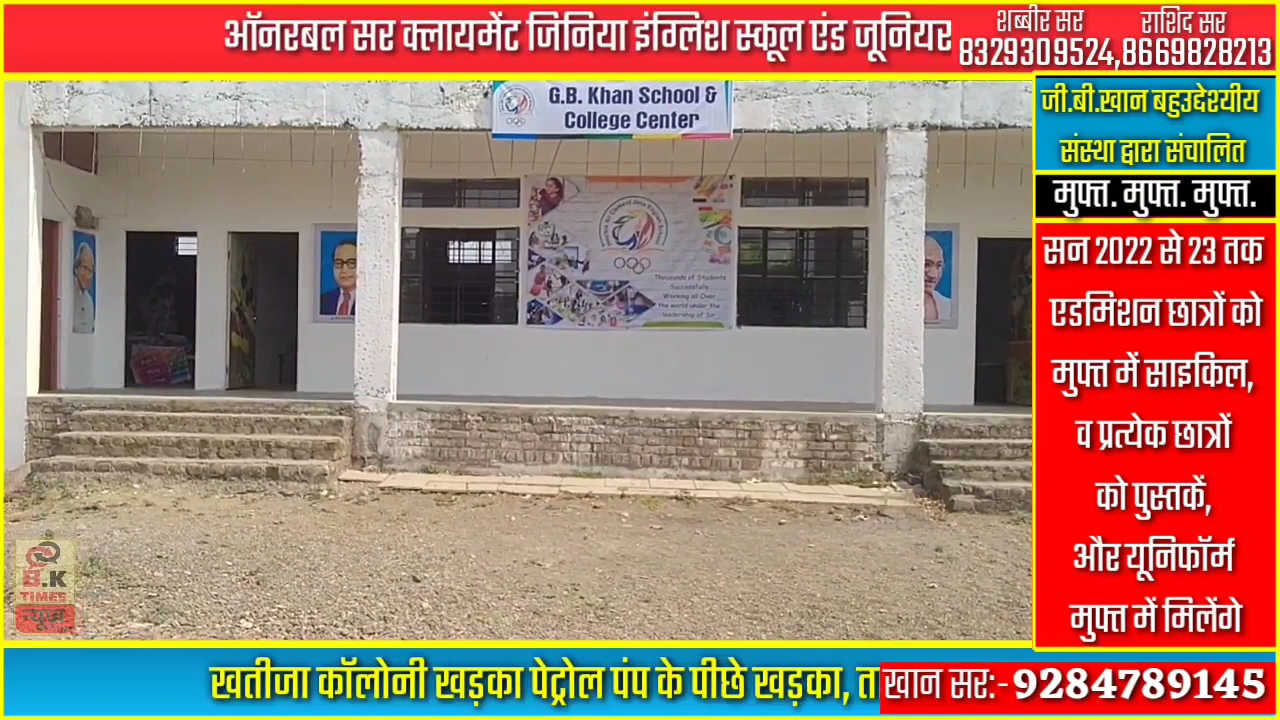 ऑनरबल सर क्लायमेंट जिनिया इंग्लिश स्कूल एंड जूनियर
शब्बीर सर
राशिद सर
8329309524,8669828213
G.B. Khan School &
College Center
जी.बी.खान बहुउद्देश्यीय
संस्था द्वारा संचालित
मुफ्त. मुफ्त. मुफ्त.
सन 2022 से 23 तक
एडमिशन छात्रों को
मुफ्त में साइकिल,
व प्रत्येक छात्रों
को पुस्तकें,
और यूनिफॉर्म
मुफ्त में मिलेंगे
Thousands of Students
Successfully
Working all Over
the world under the
leadership of Sir
B.K
TIMES
न्यूज
खतीजा कॉलोनी खड़का पेट्रोल पंप के पीछे खड़का, त
खान सर:-9284789145